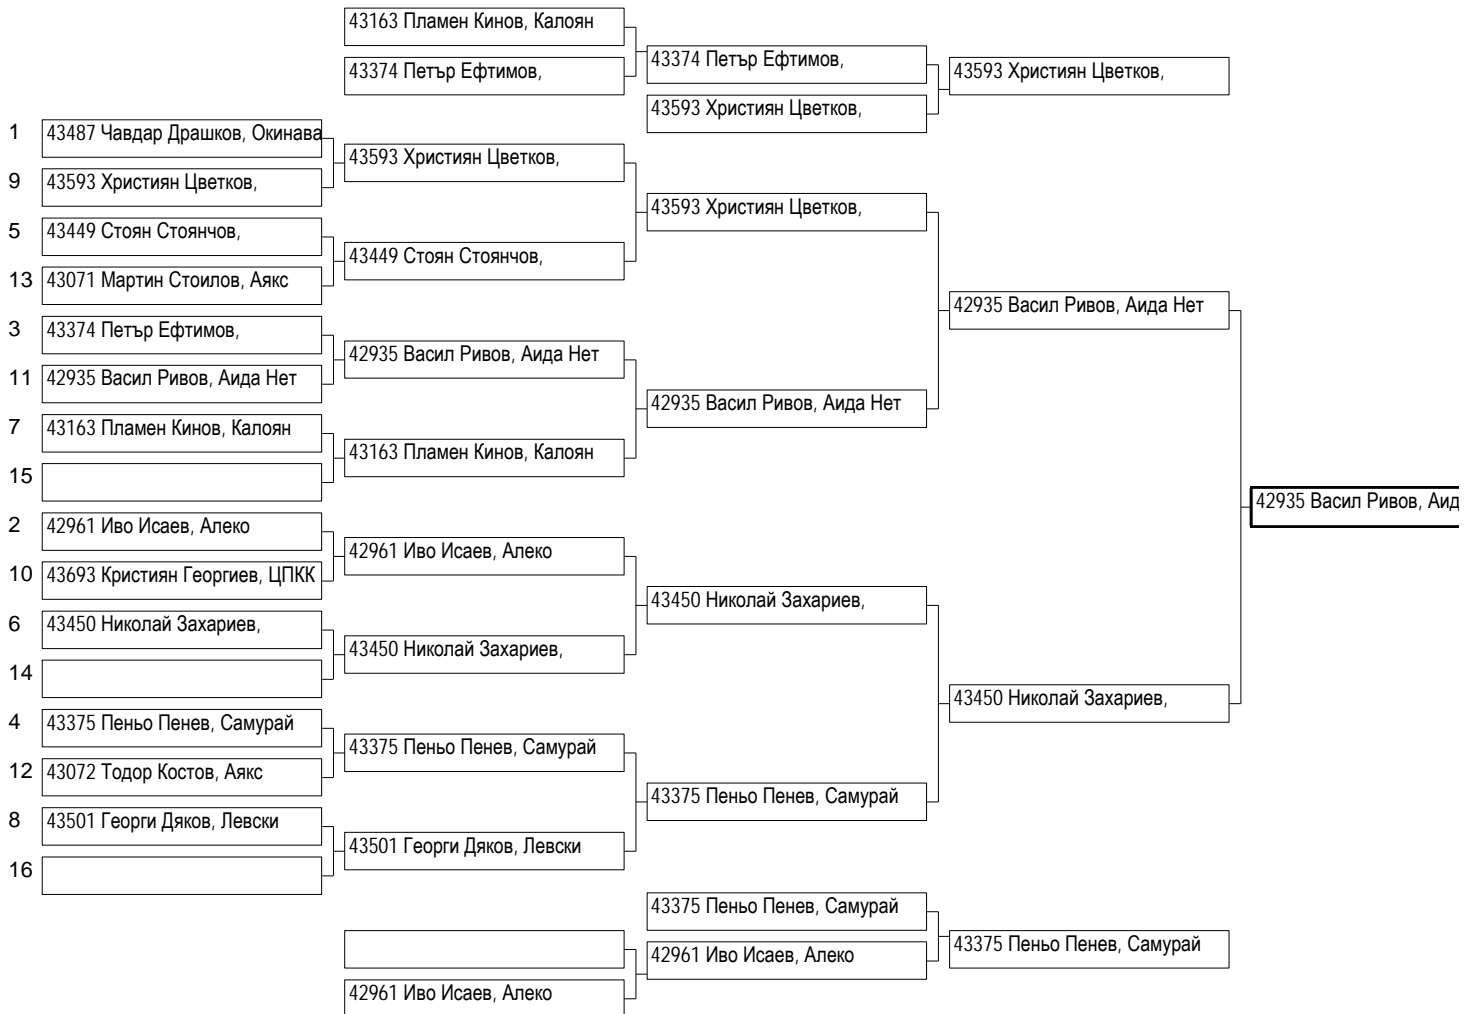 43163 Пламен Кинов, Калоян
43374 Петър Ефтимов,
43374 Петър Ефтимов,
43593 Християн Цветков,
43593 Християн Цветков,
1 43487 Чавдар Драшков, Окинава
9 43593 Християн Цветков,
43593 Християн Цветков,
5 43449 Стоян Стоянчов,
13 43071 Мартин Стоилов, Аякс
43449 Стоян Стоянчов,
43593 Християн Цветков,
3 43374 Петър Ефтимов,
11 42935 Васил Ривов, Аида Нет
42935 Васил Ривов, Аида Нет
7 43163 Пламен Кинов, Калоян
15
43163 Пламен Кинов, Калоян
42935 Васил Ривов, Аида Нет
42935 Васил Ривов, Аида Нет
2 42961 Иво Исаев, Алеко
10 43693 Кристиян Георгиев, ЦПКК
42961 Иво Исаев, Алеко
6 43450 Николай Захариев,
14
43450 Николай Захариев,
43450 Николай Захариев,
4 43375 Пеньо Пенев, Самурай
12 43072 Тодор Костов, Аякс
43375 Пеньо Пенев, Самурай
8 43501 Георги Дяков, Левски
16
43501 Георги Дяков, Левски
43375 Пеньо Пенев, Самурай
43450 Николай Захариев,
42935 Васил Ривов, Аид
42961 Иво Исаев, Алеко
43375 Пеньо Пенев, Самурай
42961 Иво Исаев, Алеко
43375 Пеньо Пенев, Самурай